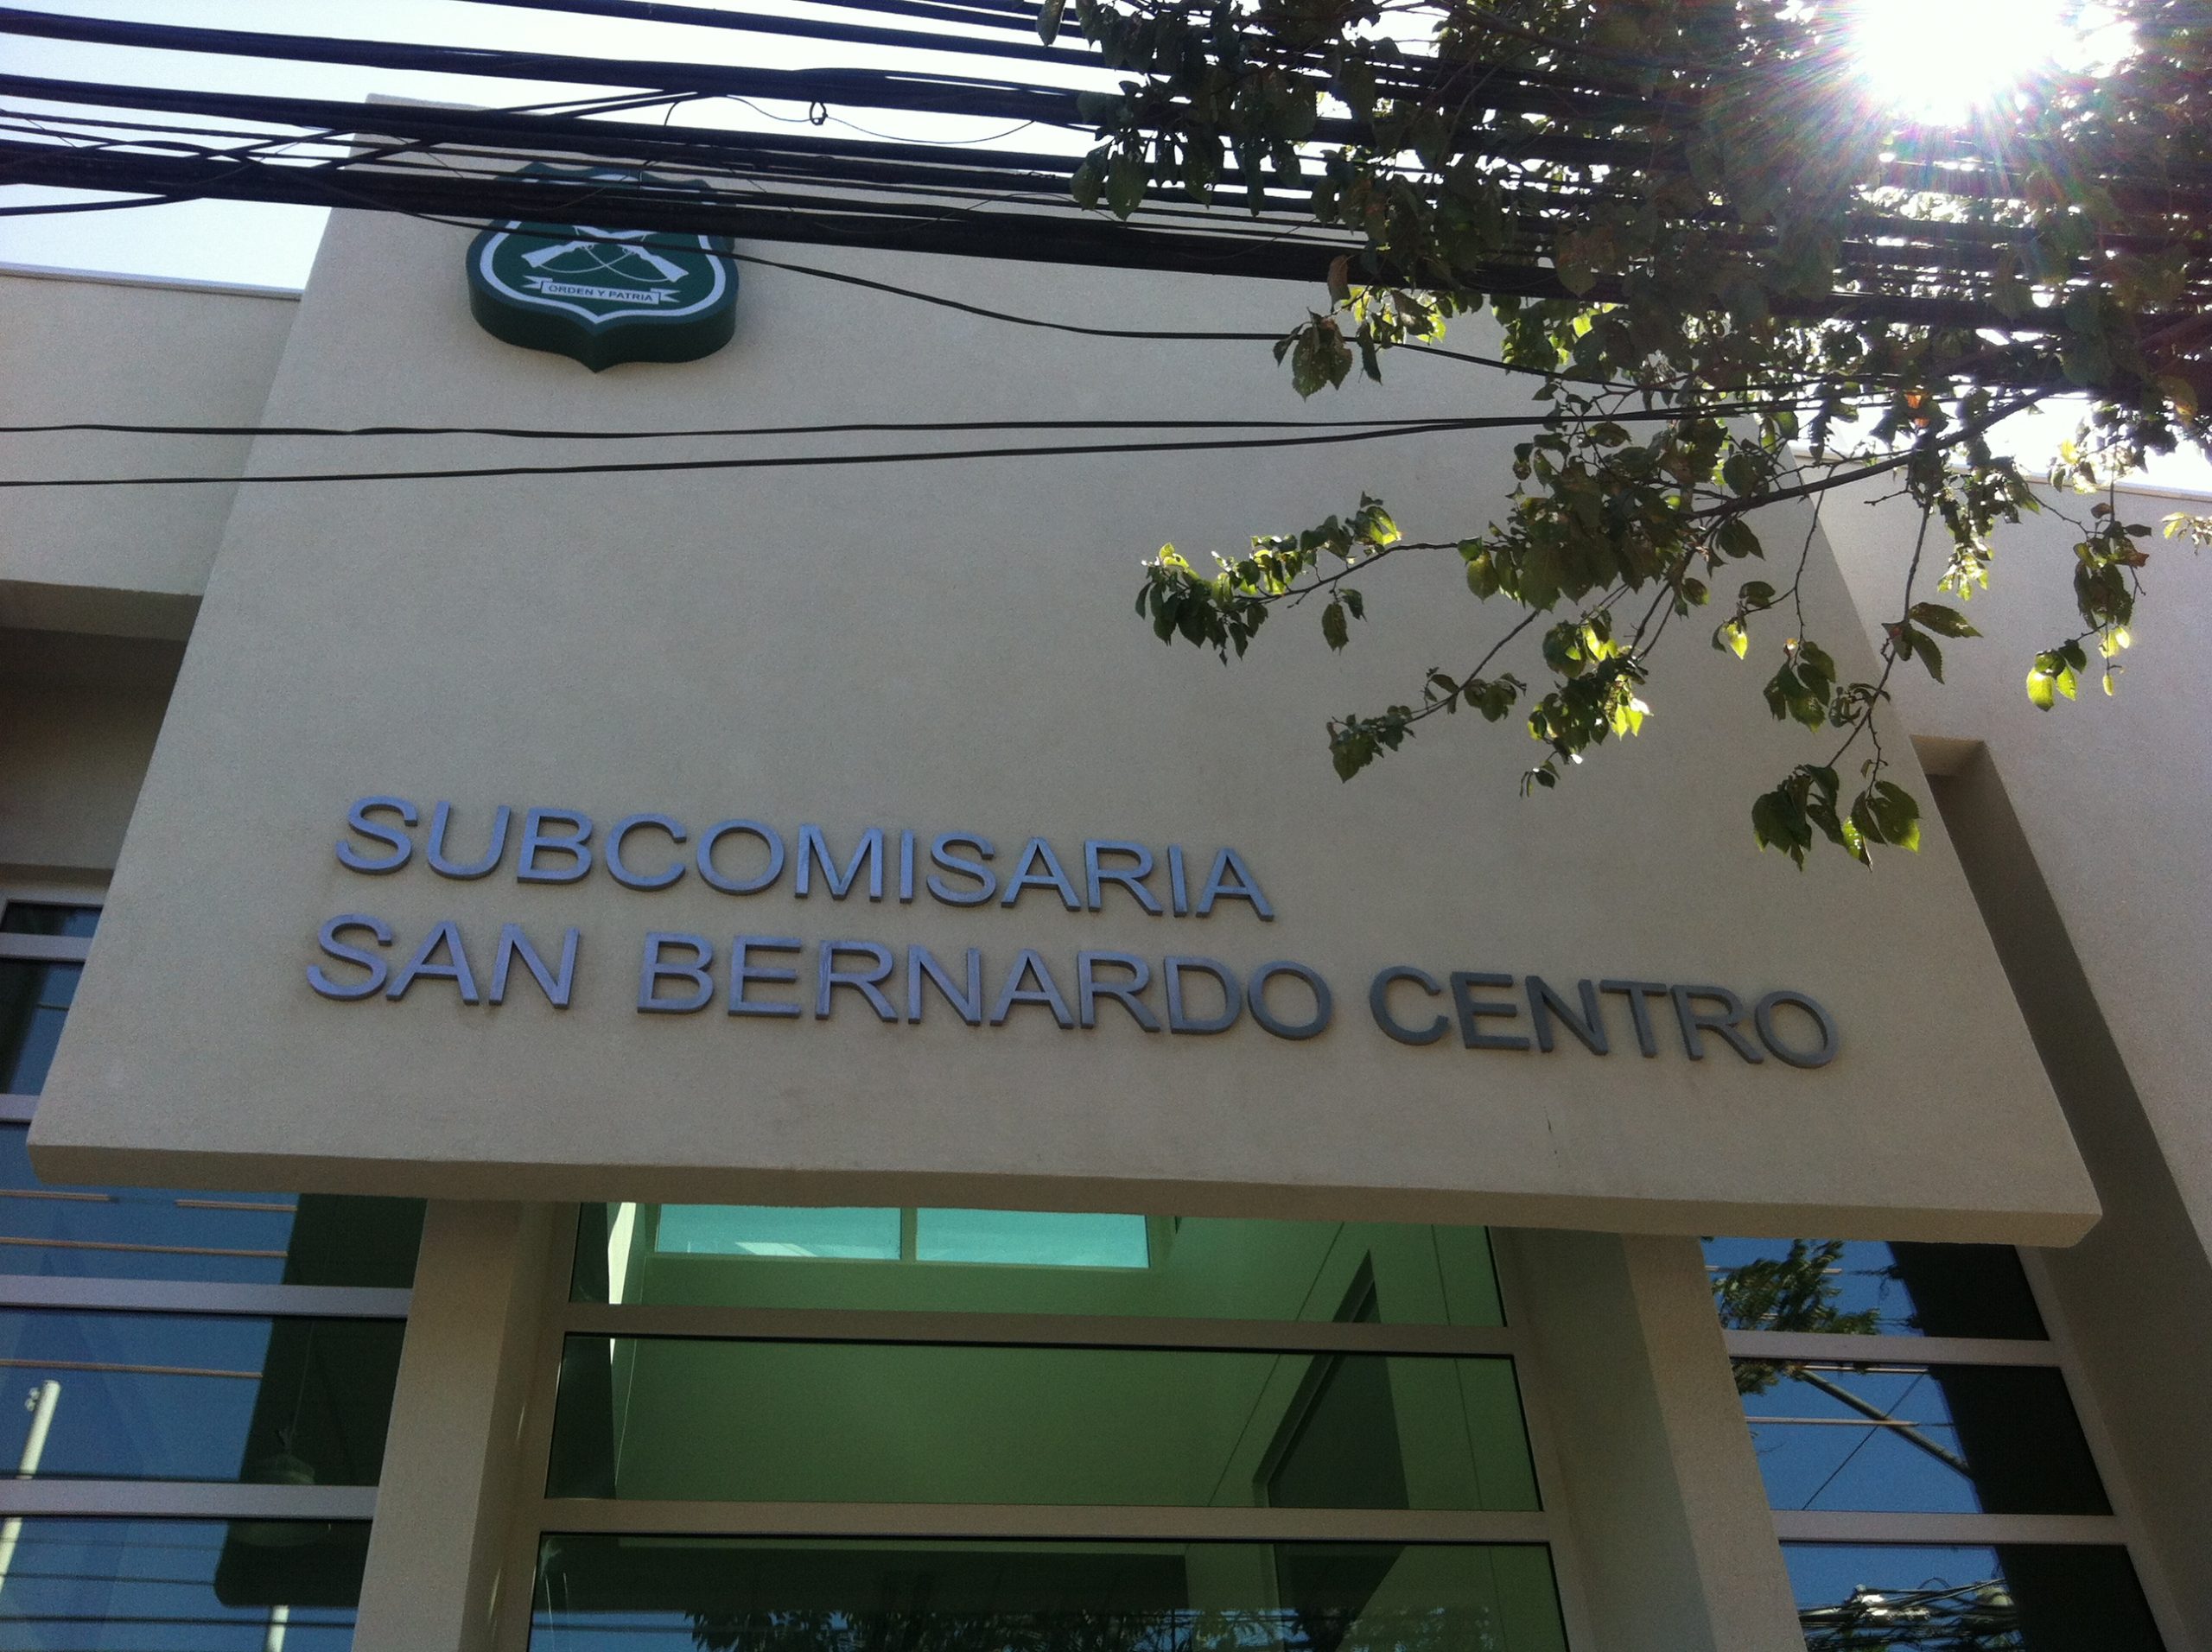 ORDEN Y PATRIA
SUBCOMISARIA
SAN BERNARDO CENTRO